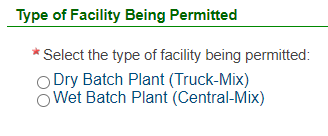 Type of Facility Being Permitted
* Select the type of facility being permitted:
Dry Batch Plant (Truck-Mix)
Wet Batch Plant (Central-Mix)